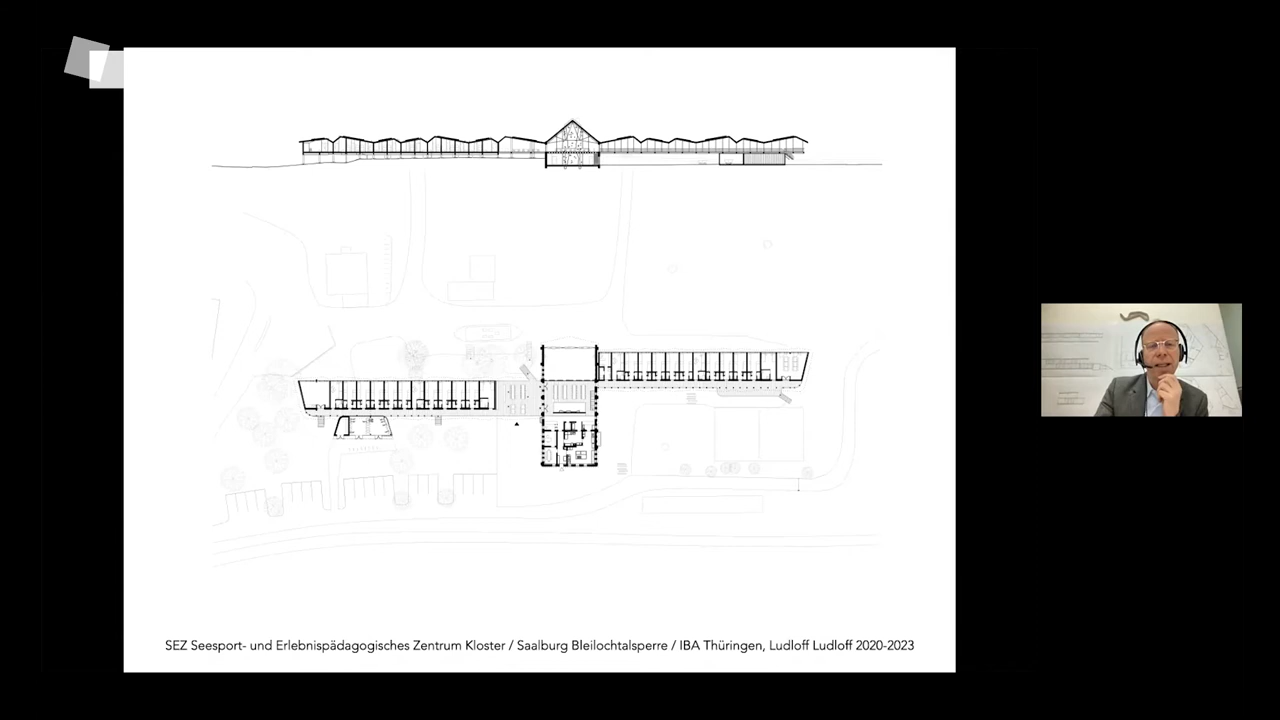 SEZ Seesport- und Erlebnispädagogisches Zentrum Kloster / Saalburg Bleilochtalsperre / IBA Thüringen, Ludloff Ludloff 2020-2023